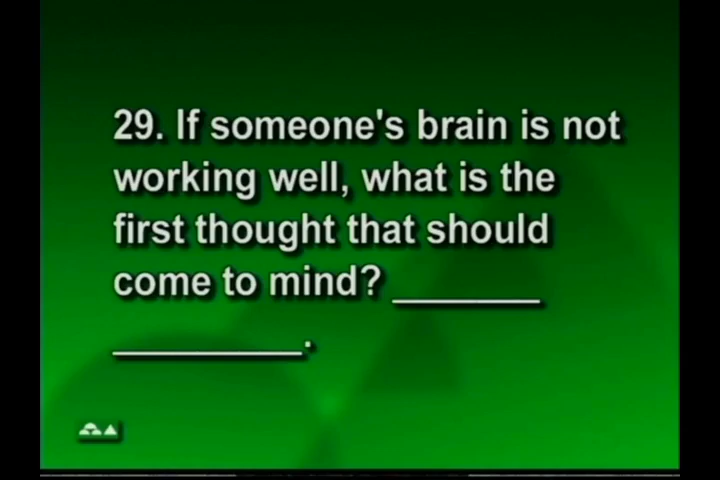 29. If someone's brain is not
working well, what is the
first thought that should
come to mind? ________
__________.